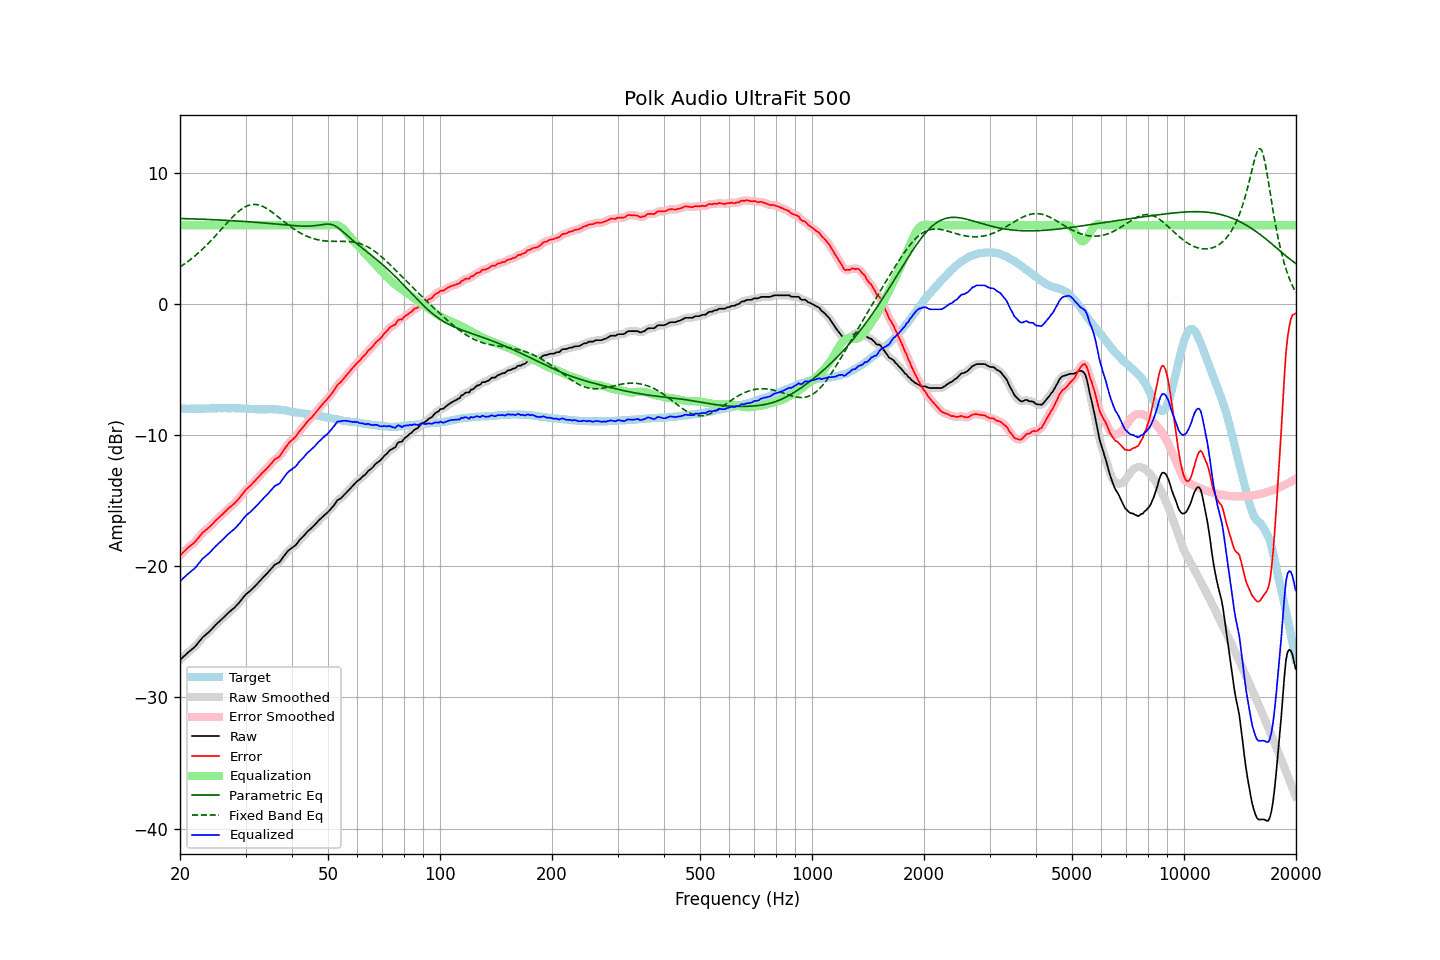 Polk Audio UltraFit 500
10
0
−10
−20
−30
−40
Amplitude (dBr)
Target
Raw Smoothed
Error Smoothed
Raw
Error
Equalization
Parametric Eq
Fixed Band Eq
Equalized
20 50 100 200 500 1000 2000 5000 10000 20000
Frequency (Hz)